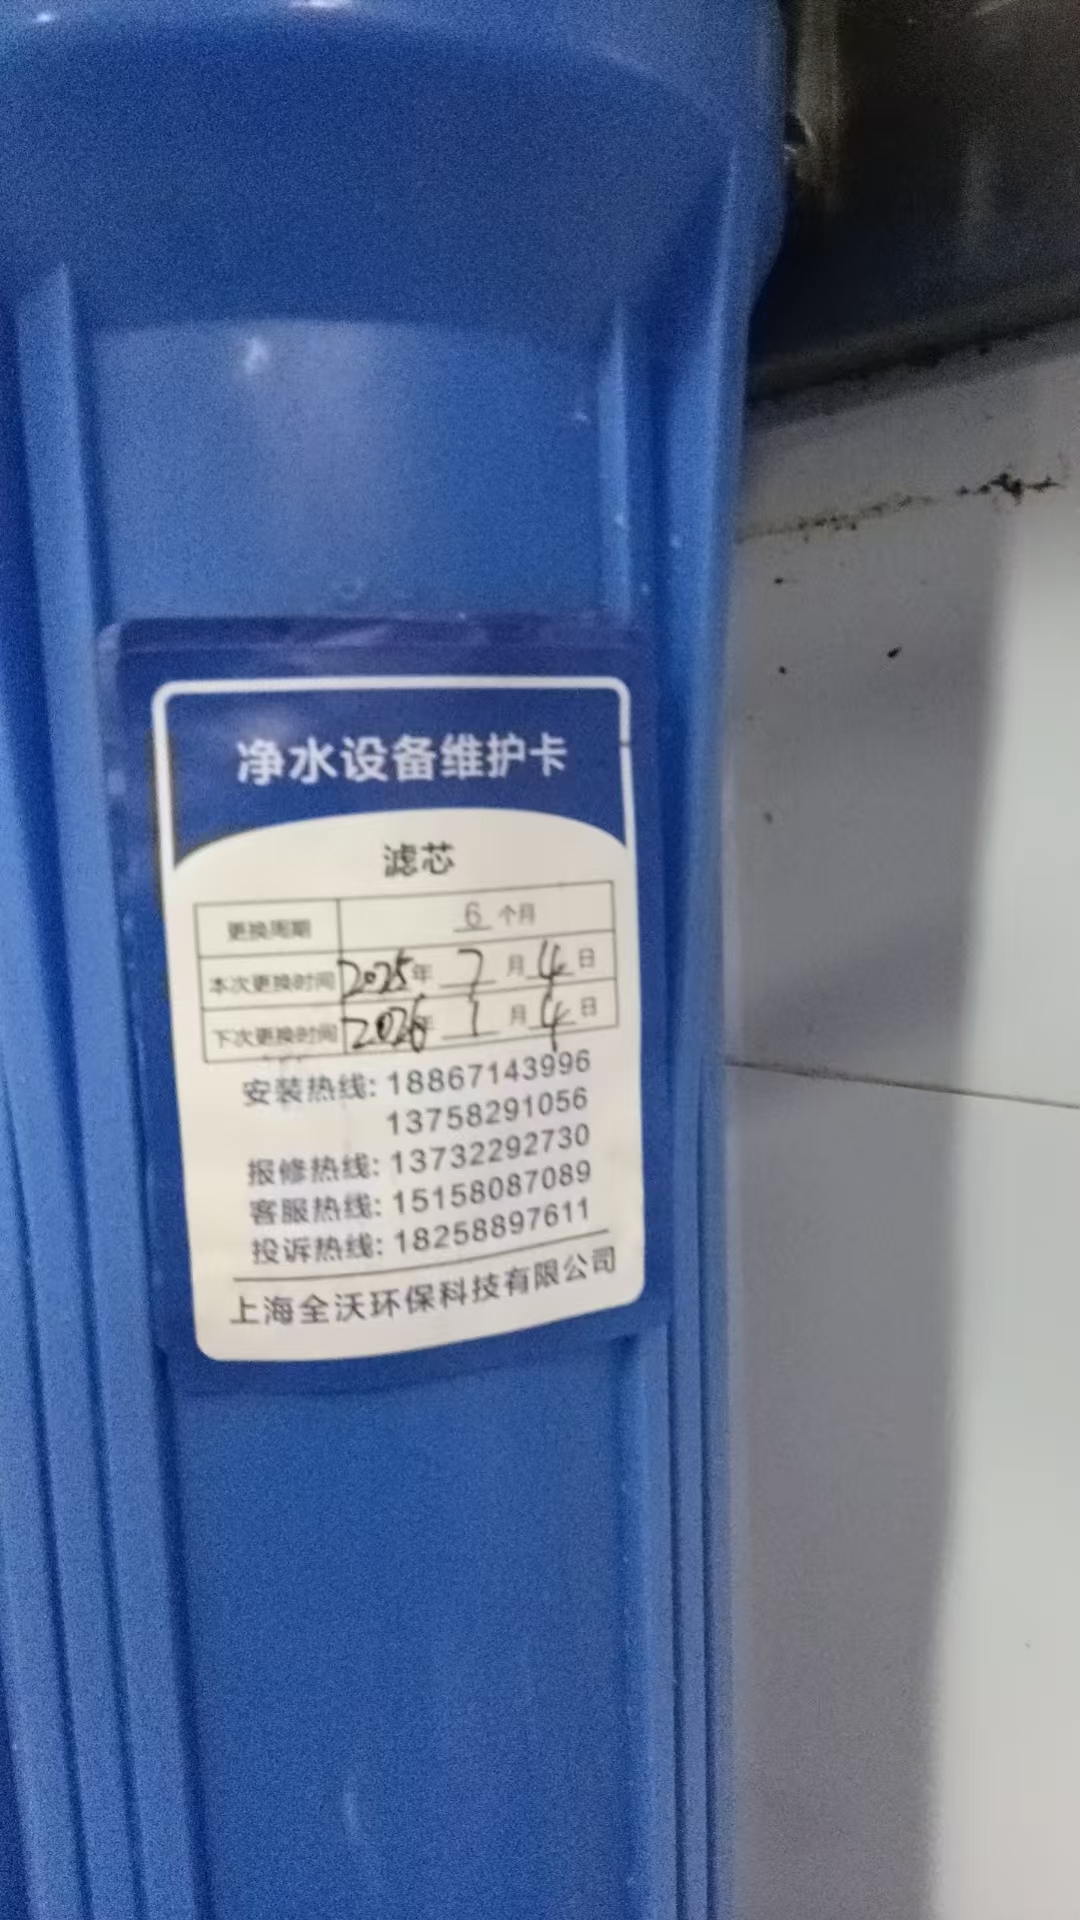 净水设备维护卡
滤芯
更换周期 6 个月
本次更换时间 2025年 7 月 4 日
下次更换时间 2026年 1 月 4 日
安装热线: 18867143996
13758291056
报修热线: 13732292730
客服热线: 15158087089
投诉热线: 18258897611
上海全沃环保科技有限公司